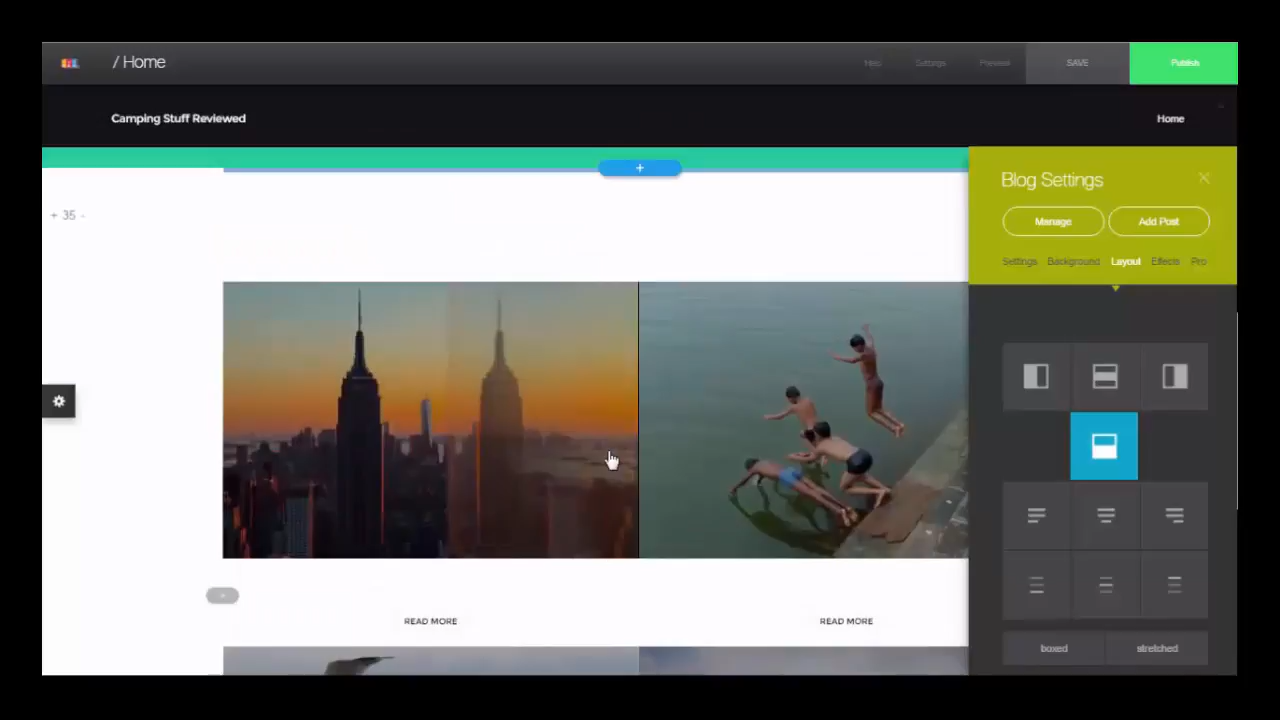 / Home
Help Settings Preview SAVE Publish
Camping Stuff Reviewed
Home
+
+ 35 -
Blog Settings
Manage Add Post
Settings Background Layout Effects Pro
READ MORE READ MORE
boxed stretched